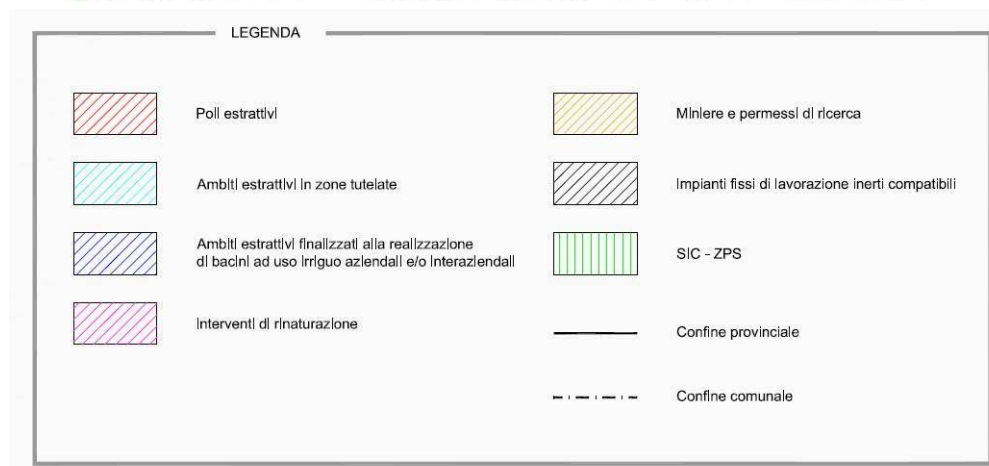 LEGENDA
Poli estrattivi
Ambiti estrattivi in zone tutelate
Ambiti estrattivi finalizzati alla realizzazione
di bacini ad uso irriguo aziendali e/o interaziendali
Interventi di rinaturazione
Miniere e permessi di ricerca
Impianti fissi di lavorazione inerti compatibili
SIC - ZPS
Confine provinciale
Confine comunale